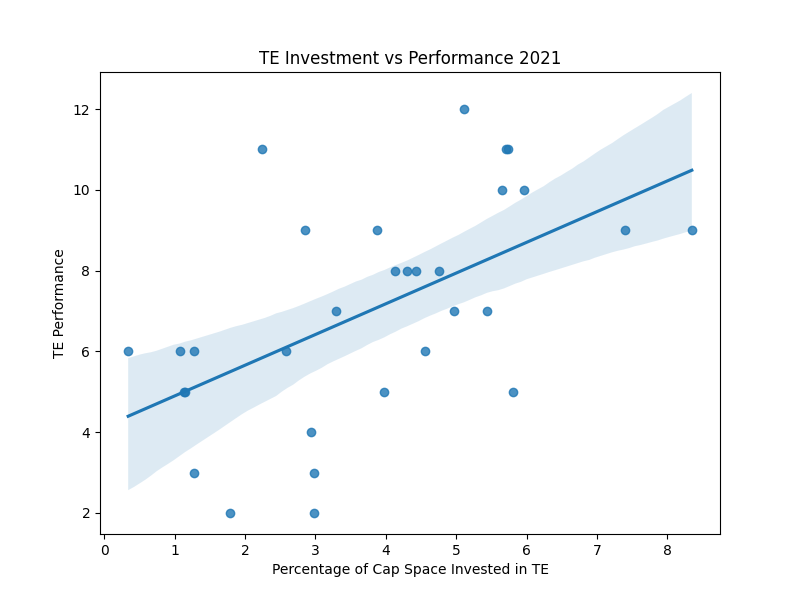 TE Investment vs Performance 2021
TE Performance
12
10
8
6
4
2
0 1 2 3 4 5 6 7 8
Percentage of Cap Space Invested in TE